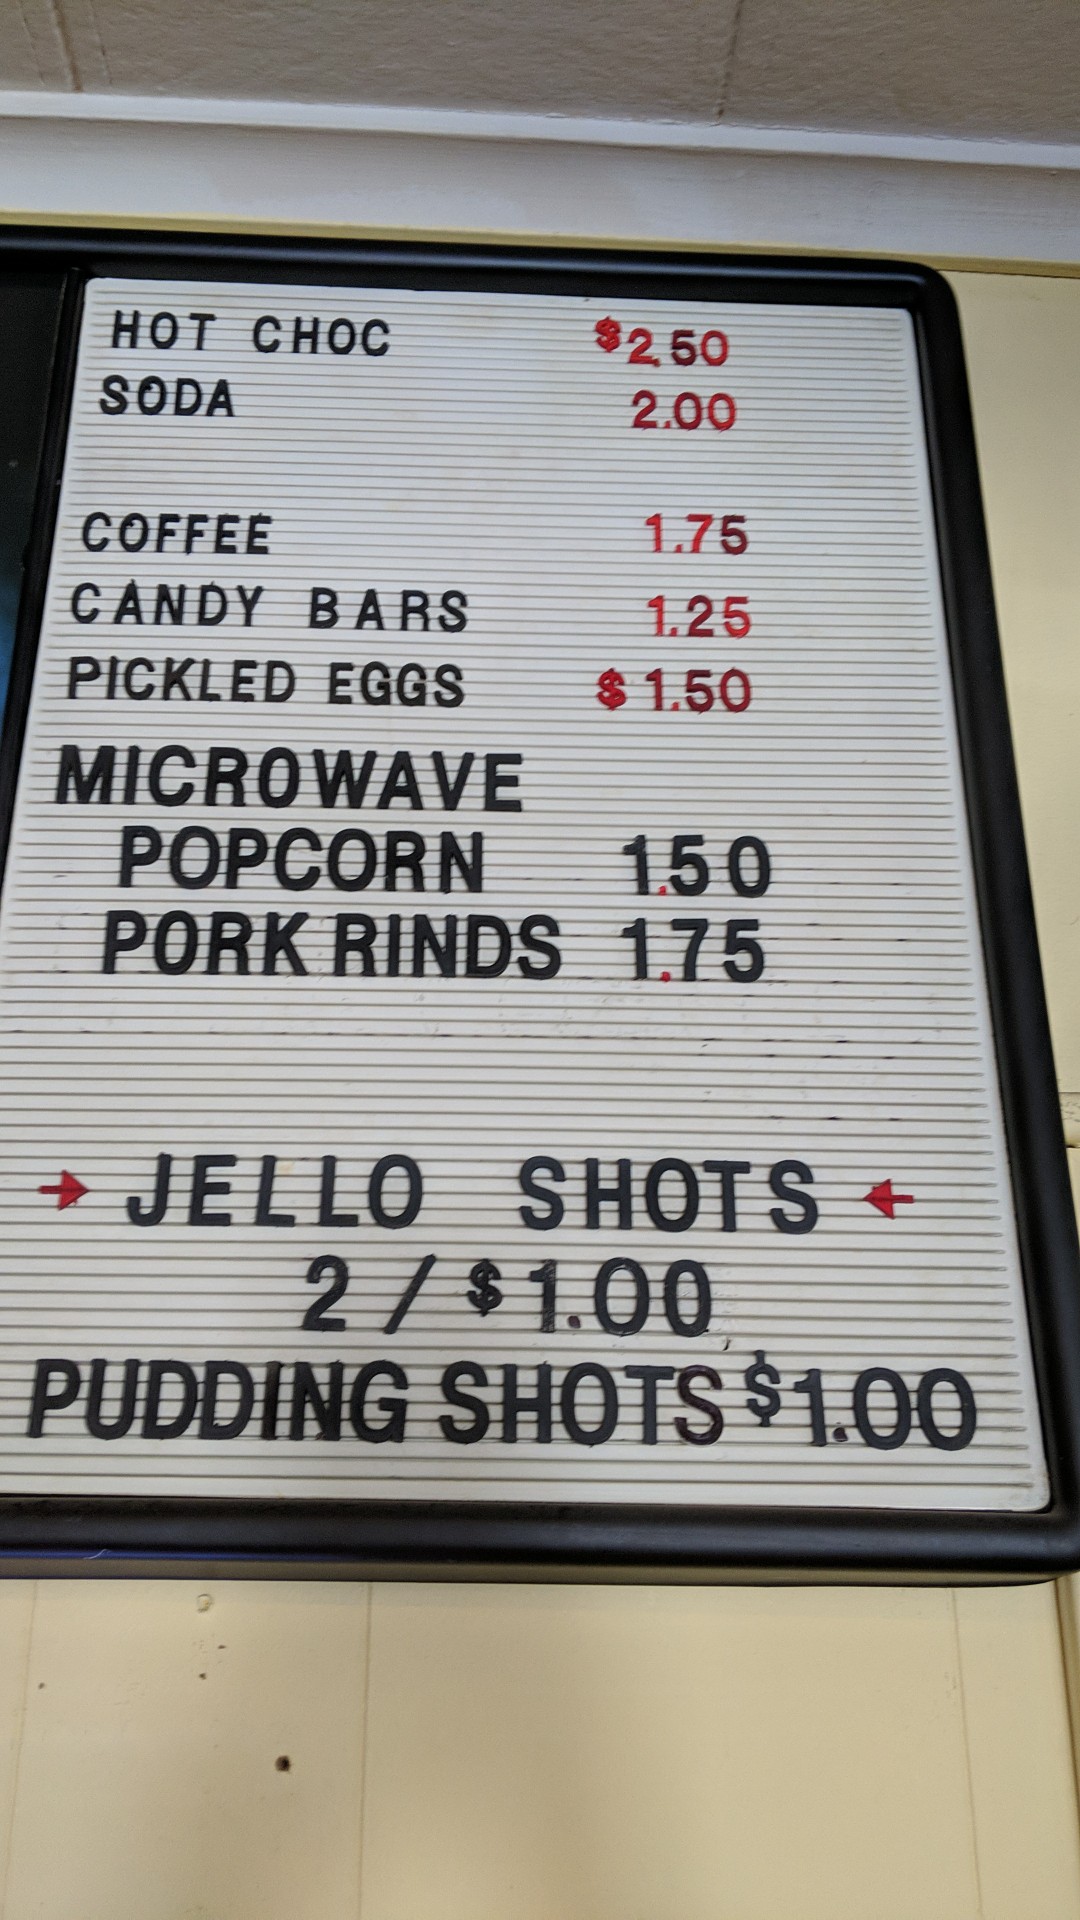 HOT CHOC $2.50
SODA 2.00
COFFEE 1.75
CANDY BARS 1.25
PICKLED EGGS $1.50
MICROWAVE
POPCORN 1.50
PORK RINDS 1.75
JELLO SHOTS
2 / $1.00
PUDDING SHOTS $1.00